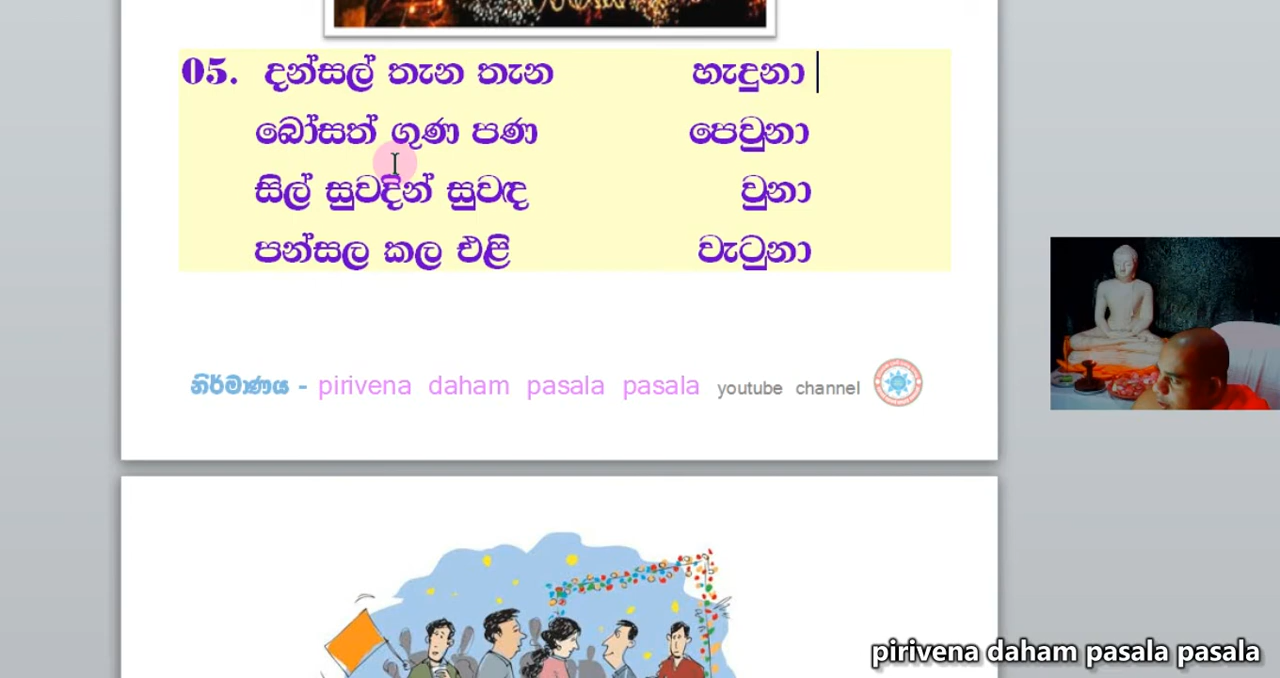 05. දන්සල් තැන තැන හැදුනා
බෝසත් ගුණ පණ පෙවුනා
සිල් සුවදින් සුවඳ වුනා
පන්සල කල එළි වැටුනා
නිර්මාණය - pirivena daham pasala pasala youtube channel
pirivena daham pasala pasala